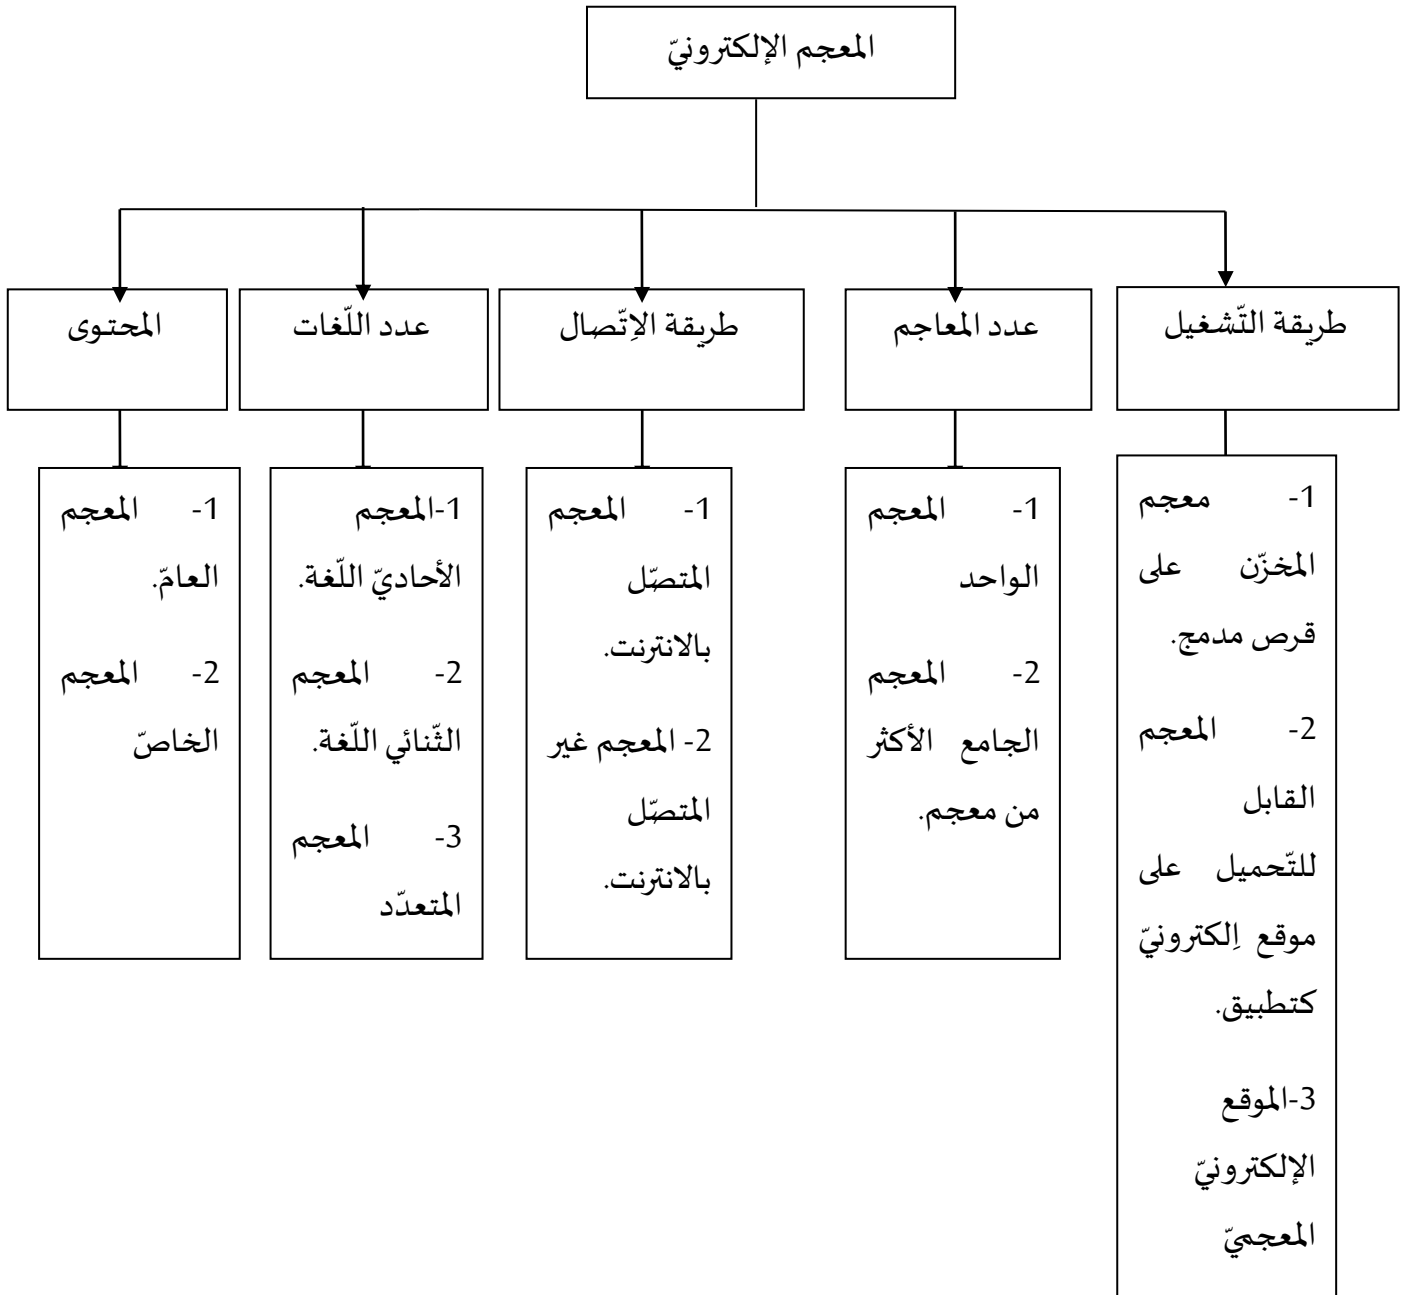 المعجم الإلكترونيّ
طريقة التّشغيل
عدد المعاجم
طريقة الاِتّصال
عدد اللّغات
المحتوى
1- معجم
المخزّن على
قرص مدمج.
2- المعجم
القابل
للتّحميل على
موقع اِلكترونيّ
كتطبيق.
3-الموقع
الإلكترونيّ
المعجميّ
1- المعجم
الواحد
2- المعجم
الجامع الأكثر
من معجم.
1- المعجم
المتصّل
بالانترنت.
2- المعجم غير
المتصّل
بالانترنت.
1-المعجم
الأحاديّ اللّغة.
2- المعجم
الثّنائي اللّغة.
3- المعجم
المتعدّد
1- المعجم
العامّ.
2- المعجم
الخاصّ